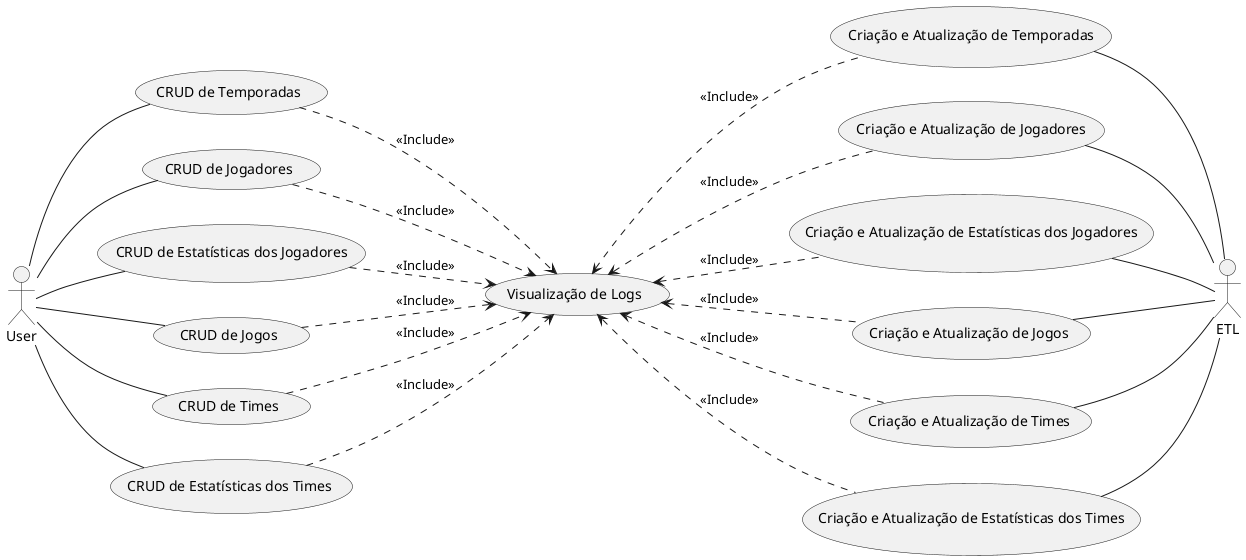 Criação e Atualização de Temporadas
CRUD de Temporadas
«Include»
«Include»
Criação e Atualização de Jogadores
CRUD de Jogadores
«Include»
«Include»
Criação e Atualização de Estatísticas dos Jogadores
CRUD de Estatísticas dos Jogadores
«Include»
«Include»
Visualização de Logs
User
CRUD de Jogos
«Include»
«Include»
Criação e Atualização de Jogos
ETL
CRUD de Times
«Include»
«Include»
Criação e Atualização de Times
CRUD de Estatísticas dos Times
«Include»
«Include»
Criação e Atualização de Estatísticas dos Times